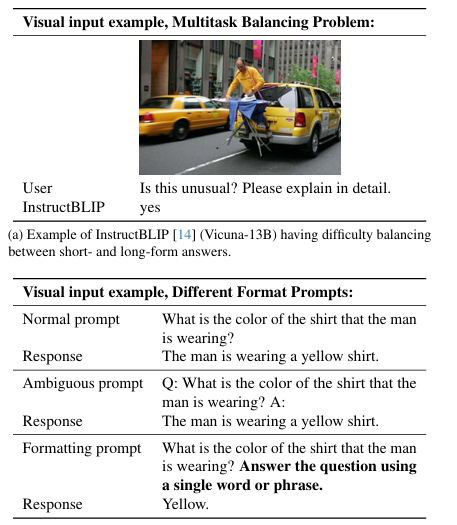 Visual input example, Multitask Balancing Problem:
User Is this unusual? Please explain in detail.
InstructBLIP yes
(a) Example of InstructBLIP [14] (Vicuna-13B) having difficulty balancing
between short- and long-form answers.
Visual input example, Different Format Prompts:
Normal prompt What is the color of the shirt that the man
is wearing?
Response The man is wearing a yellow shirt.
Ambiguous prompt Q: What is the color of the shirt that the
man is wearing? A:
Response The man is wearing a yellow shirt.
Formatting prompt What is the color of the shirt that the man
is wearing? Answer the question using
a single word or phrase.
Response Yellow.